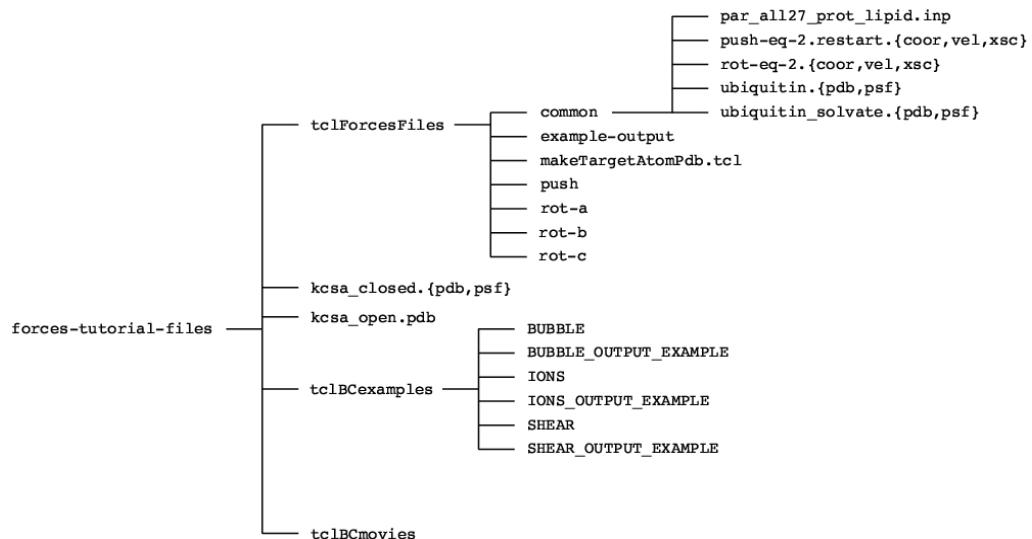 par_all27_prot_lipid.inp
push-eq-2.restart.{coor,vel,xsc}
rot-eq-2.{coor,vel,xsc}
ubiquitin.{pdb,psf}
common
ubiquitin_solvate.{pdb,psf}
tclForcesFiles
example-output
makeTargetAtomPdb.tcl
push
rot-a
rot-b
rot-c
kcsa_closed.{pdb,psf}
kcsa_open.pdb
forces-tutorial-files
BUBBLE
BUBBLE_OUTPUT_EXAMPLE
IONS
tclBCexamples
IONS_OUTPUT_EXAMPLE
SHEAR
SHEAR_OUTPUT_EXAMPLE
tclBCmovies